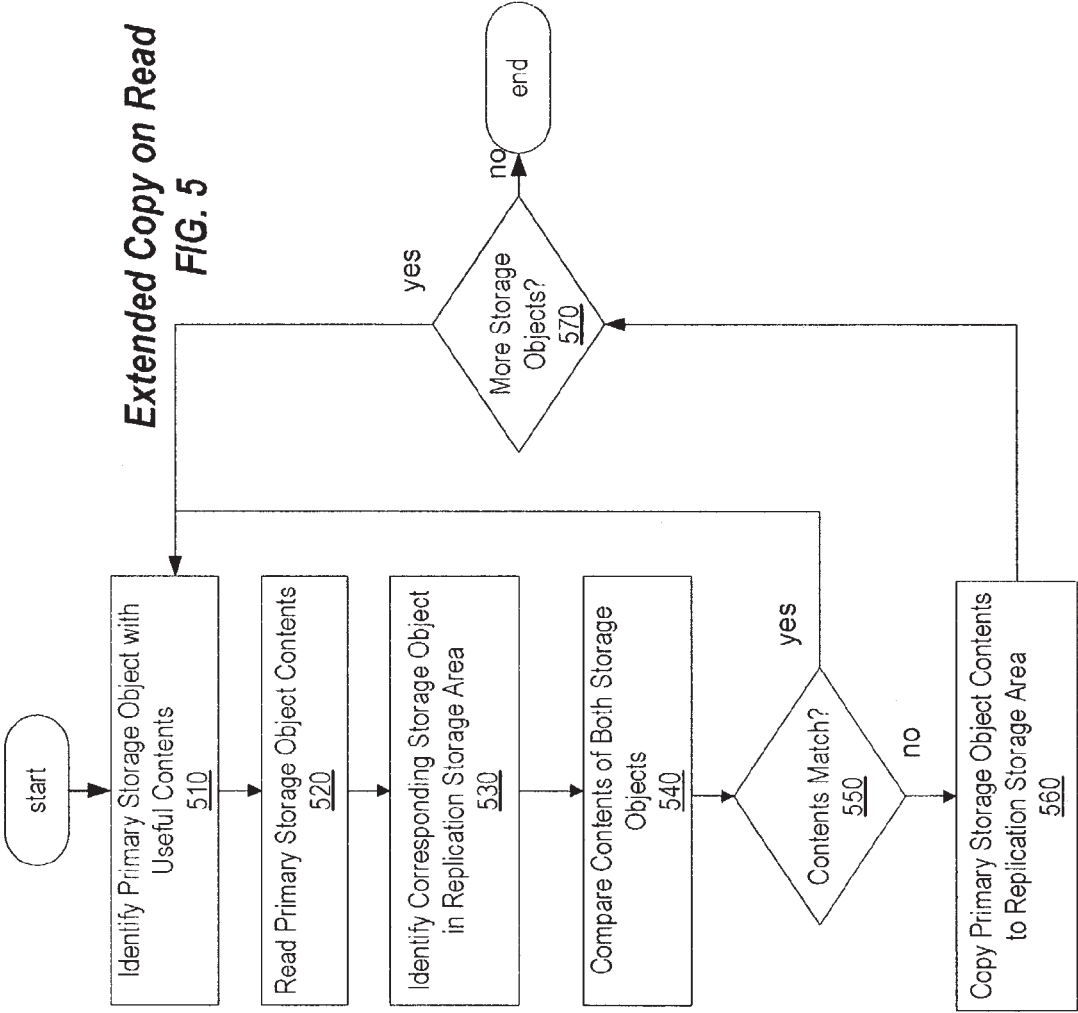 Extended Copy on Read
FIG. 5
start
Identify Primary Storage Object with
Useful Contents
510
Read Primary Storage Object Contents
520
Identify Corresponding Storage Object
in Replication Storage Area
530
Compare Contents of Both Storage
Objects
540
Contents Match?
550
yes
no
Copy Primary Storage Object Contents
to Replication Storage Area
560
More Storage
Objects?
570
yes
no
end